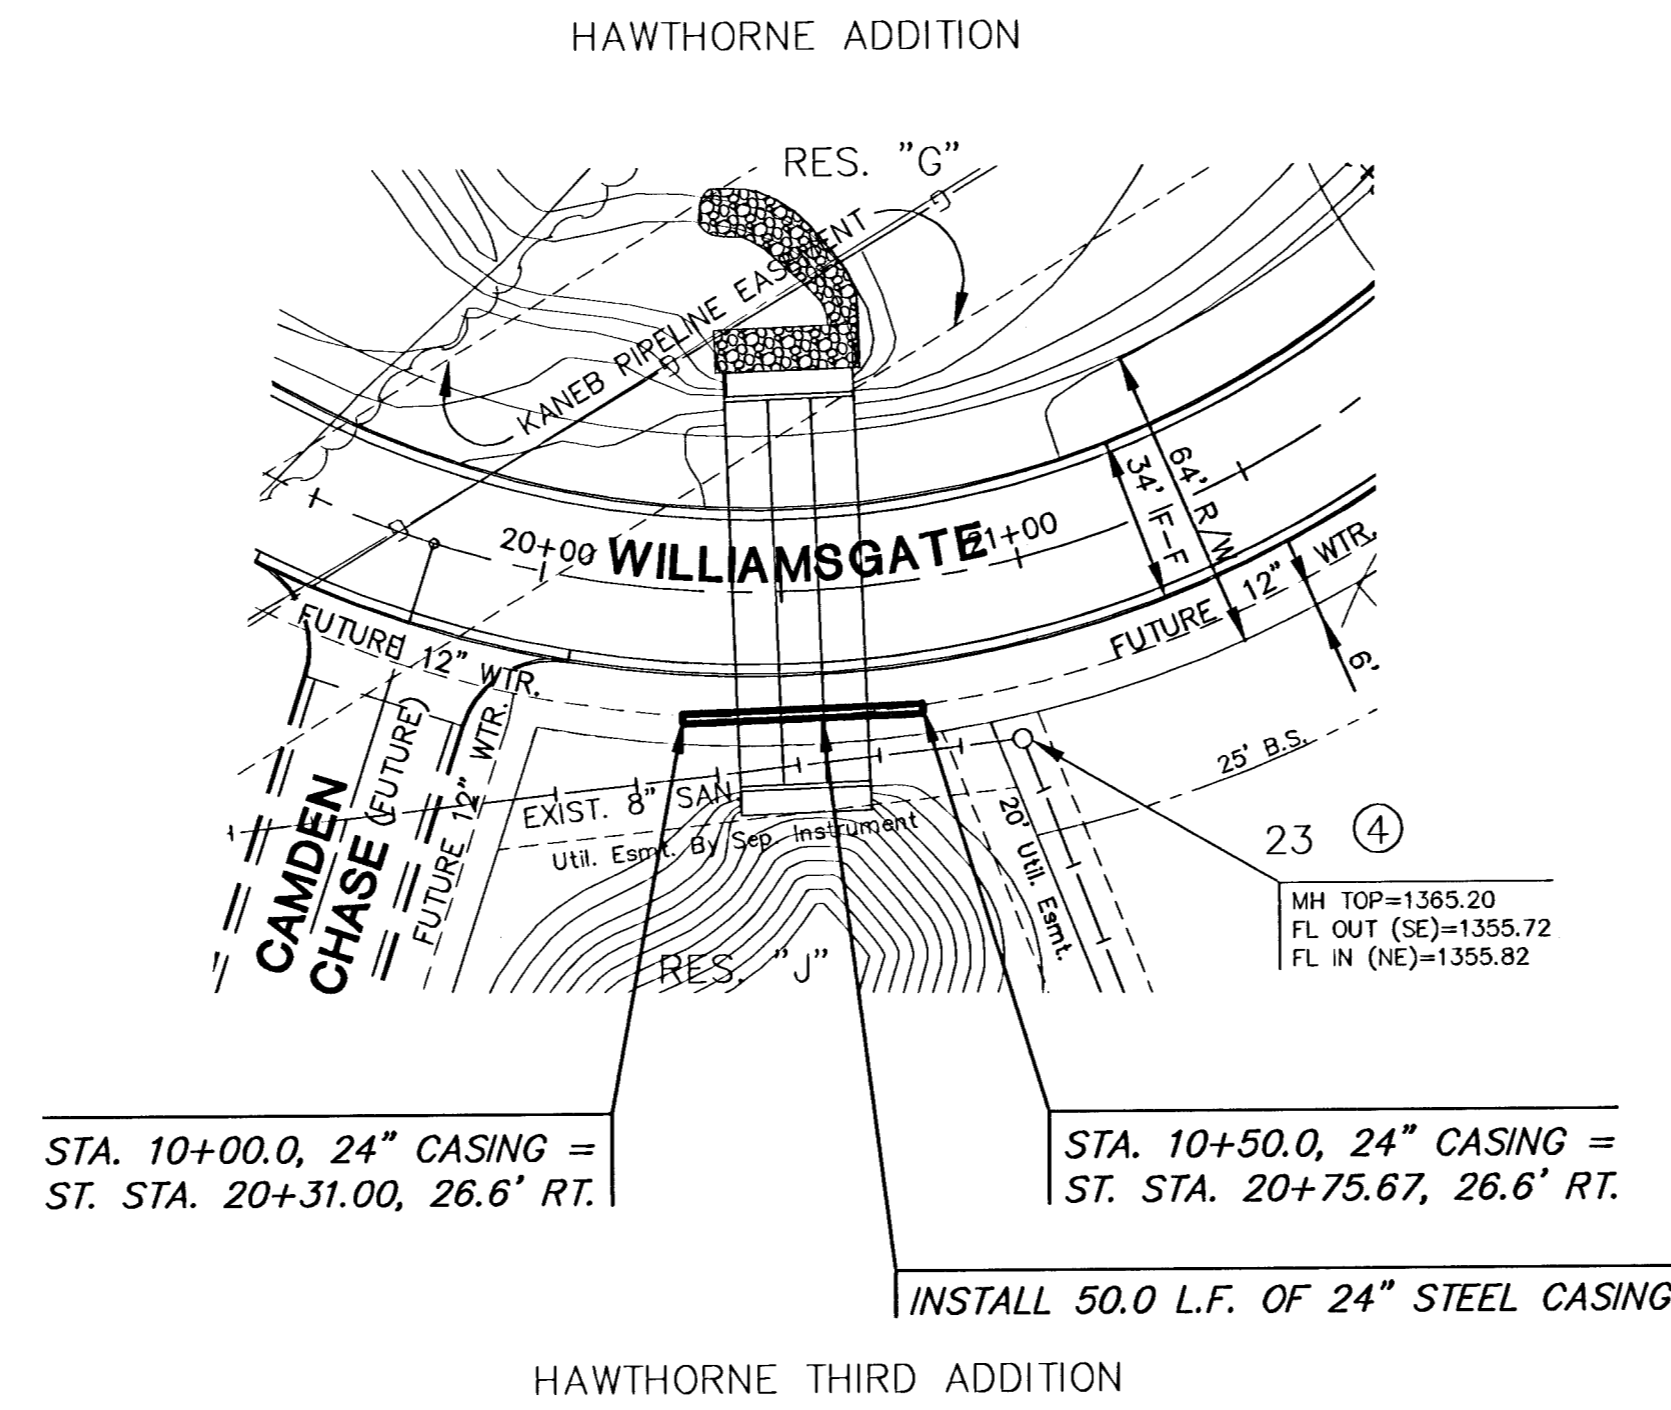 HAWTHORNE ADDITION
RES. "G"
KANEB PIPELINE EASEMENT
64' R/W
34' F-F
20+00
WILLIAMSGATE
21+00
FUTURE 12" WTR.
FUTURE 12" WTR.
6'
FUTURE 12" WTR.
CAMDEN
CHASE (FUTURE)
25' B.S.
EXIST. 8" SAN
Util. Esmt. By Sep. Instrument
20' Util. Esmt.
23 4
MH TOP=1365.20
FL OUT (SE)=1355.72
FL IN (NE)=1355.82
RES. "J"
STA. 10+00.0, 24" CASING =
ST. STA. 20+31.00, 26.6' RT.
STA. 10+50.0, 24" CASING =
ST. STA. 20+75.67, 26.6' RT.
INSTALL 50.0 L.F. OF 24" STEEL CASING
HAWTHORNE THIRD ADDITION